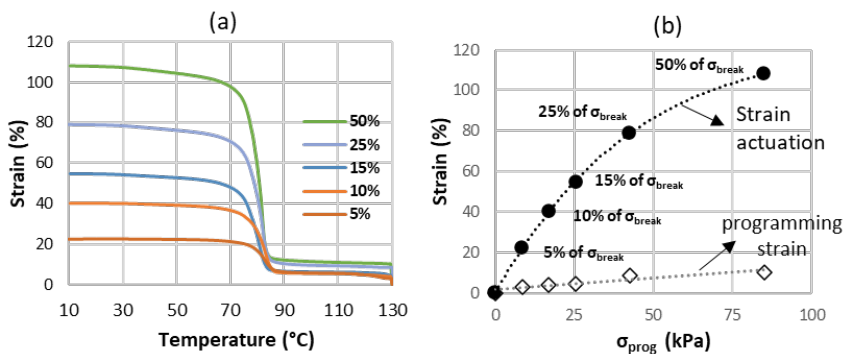 (a)
120
100
80
60
40
20
0
Strain (%)
50%
25%
15%
10%
5%
10
30
50
70
90
110
130
Temperature (°C)
(b)
120
100
80
60
40
20
0
Strain (%)
50% of σbreak
25% of σbreak
15% of σbreak
10% of σbreak
5% of σbreak
Strain
actuation
programming
strain
0
25
50
75
100
σprog (kPa)